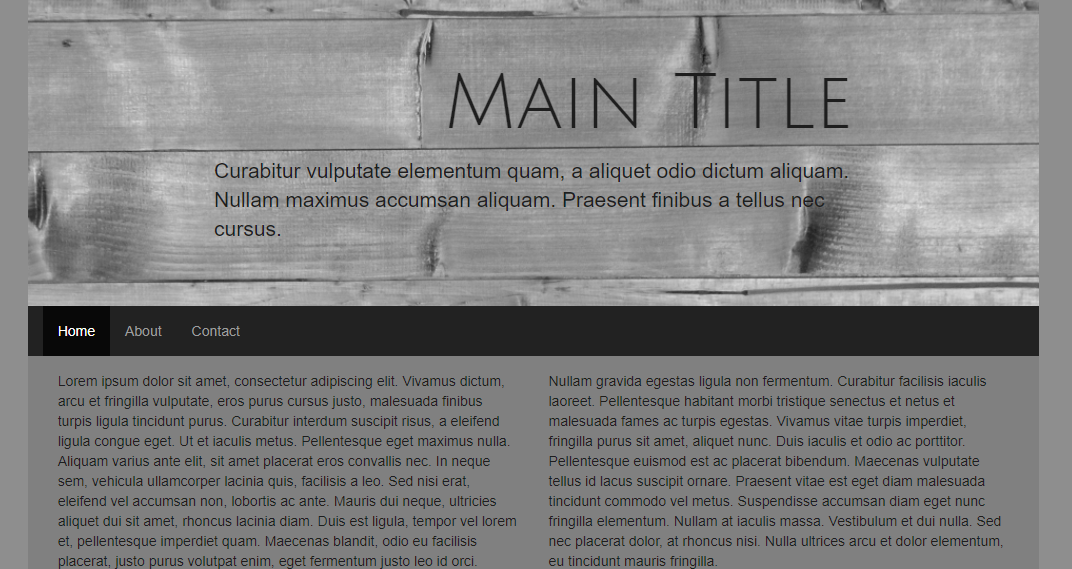 Main Title
Curabitur vulputate elementum quam, a aliquet odio dictum aliquam.
Nullam maximus accumsan aliquam. Praesent finibus a tellus nec
cursus.
Home About Contact
Lorem ipsum dolor sit amet, consectetur adipiscing elit. Vivamus dictum,
arcu et fringilla vulputate, eros purus cursus justo, malesuada finibus
turpis ligula tincidunt purus. Curabitur interdum suscipit risus, a eleifend
ligula congue eget. Ut et iaculis metus. Pellentesque eget maximus nulla.
Aliquam varius ante elit, sit amet placerat eros convallis nec. In neque
sem, vehicula ullamcorper lacinia quis, facilisis a leo. Sed nisi erat,
eleifend vel accumsan non, lobortis ac ante. Mauris dui neque, ultricies
aliquet dui sit amet, rhoncus lacinia diam. Duis est ligula, tempor vel lorem
et, pellentesque imperdiet quam. Maecenas blandit, odio eu facilisis
placerat, justo purus volutpat enim, eget fermentum justo leo id orci.
Nullam gravida egestas ligula non fermentum. Curabitur facilisis iaculis
laoreet. Pellentesque habitant morbi tristique senectus et netus et
malesuada fames ac turpis egestas. Vivamus vitae turpis imperdiet,
fringilla purus sit amet, aliquet nunc. Duis iaculis et odio ac porttitor.
Pellentesque euismod est ac placerat bibendum. Maecenas vulputate
tellus id lacus suscipit ornare. Praesent vitae est eget diam malesuada
tincidunt commodo vel metus. Suspendisse accumsan diam eget nunc
fringilla elementum. Nullam at iaculis massa. Vestibulum et dui nulla. Sed
nec placerat dolor, at rhoncus nisi. Nulla ultrices arcu et dolor elementum,
eu tincidunt mauris fringilla.